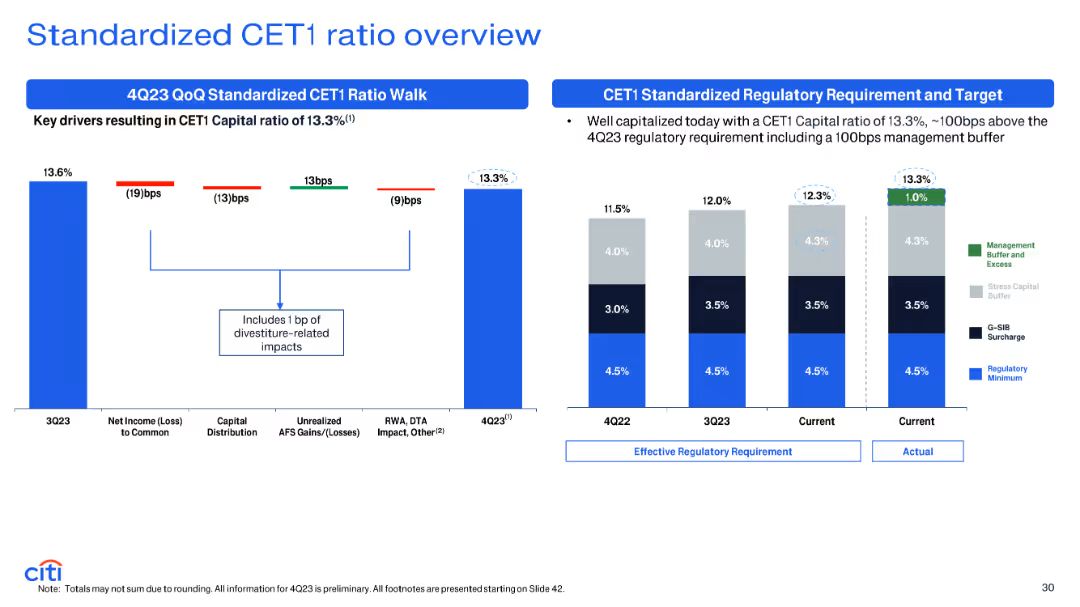 Standardized CET1 ratio overview
4Q23 QoQ Standardized CET1 Ratio Walk
Key drivers resulting in CET1 Capital ratio of 13.3%(1)
13.6%
(19)bps
(13)bps
13bps
(9)bps
13.3%
Includes 1 bp of
divestiture-related
impacts
3Q23
Net Income (Loss)
to Common
Capital
Distribution
Unrealized
AFS Gains/(Losses)
RWA, DTA
Impact, Other(2)
4Q23(1)
CET1 Standardized Regulatory Requirement and Target
• Well capitalized today with a CET1 Capital ratio of 13.3%, ~100bps above the
4Q23 regulatory requirement including a 100bps management buffer
11.5%
4.0%
3.0%
4.5%
12.0%
4.0%
3.5%
4.5%
12.3%
4.3%
3.5%
4.5%
13.3%
1.0%
4.3%
3.5%
4.5%
Management
Buffer and
Excess
Stress Capital
Buffer
G-SIB
Surcharge
Regulatory
Minimum
4Q22
3Q23
Current
Current
Effective Regulatory Requirement
Actual
citi
Note: Totals may not sum due to rounding. All information for 4Q23 is preliminary. All footnotes are presented starting on Slide 42.
30